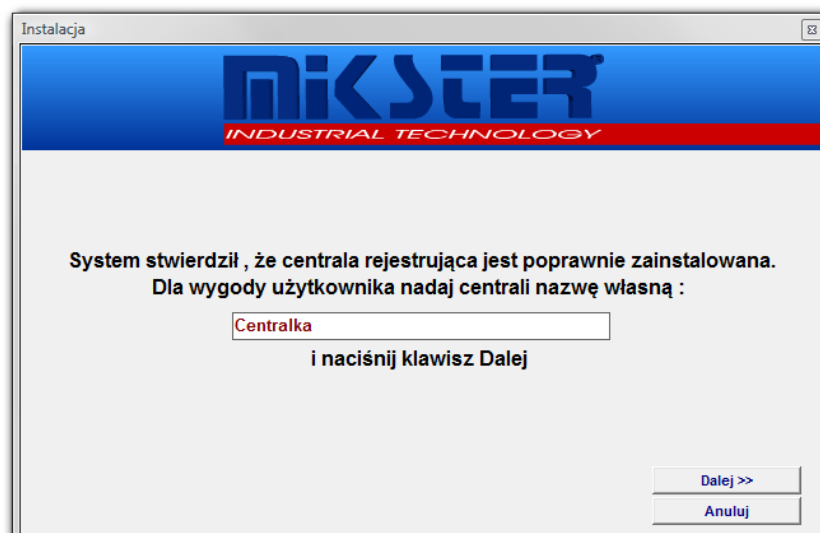 Instalacja
MIKSTER®
INDUSTRIAL TECHNOLOGY
System stwierdził , że centrala rejestrująca jest poprawnie zainstalowana.
Dla wygody użytkownika nadaj centrali nazwę własną :
Centralka
i naciśnij klawisz Dalej
Dalej >>
Anuluj